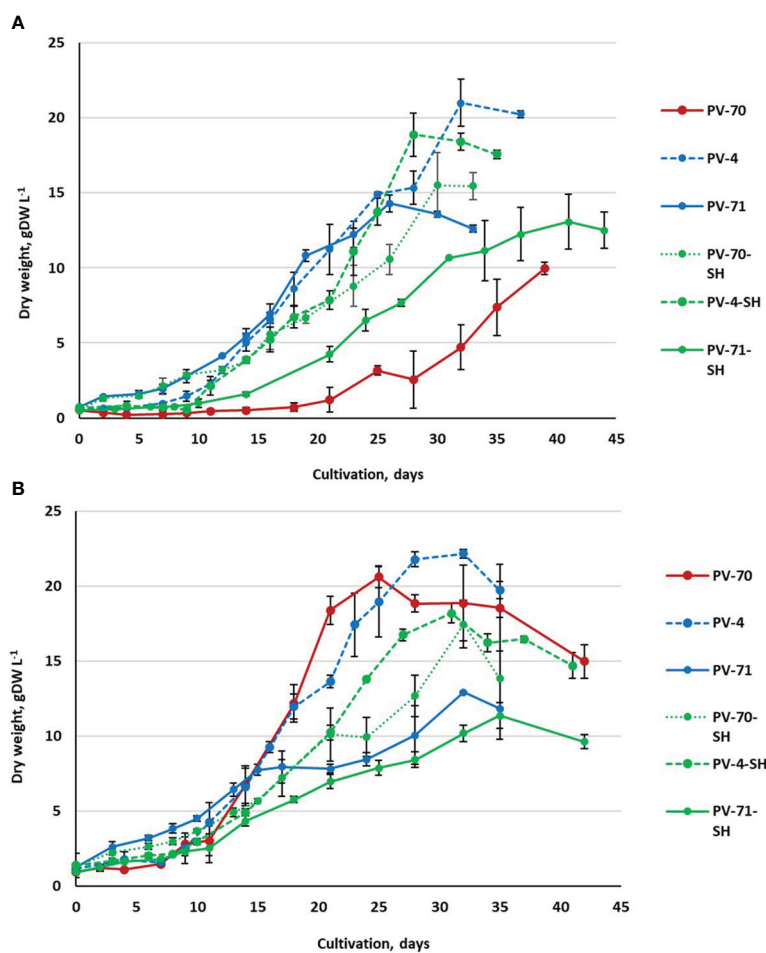 A
25
20
15
10
5
0
Dry weight, gDW L-1
0 5 10 15 20 25 30 35 40 45
Cultivation, days
PV-70
PV-4
PV-71
PV-70-
SH
PV-4-SH
PV-71-
SH
B
25
20
15
10
5
0
Dry weight, gDW L-1
0 5 10 15 20 25 30 35 40 45
Cultivation, days
PV-70
PV-4
PV-71
PV-70-
SH
PV-4-SH
PV-71-
SH